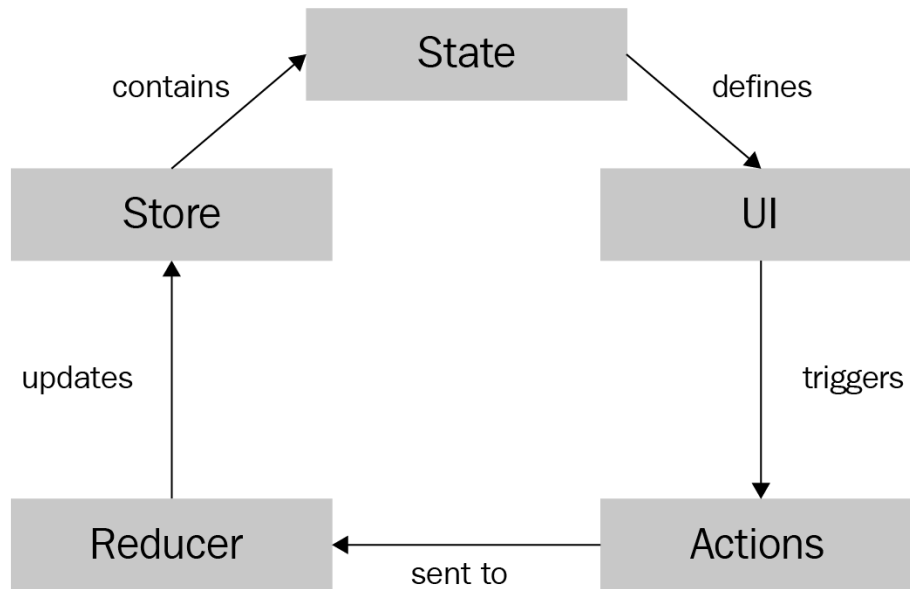 State
contains
defines
Store
UI
updates
triggers
Reducer
Actions
sent to